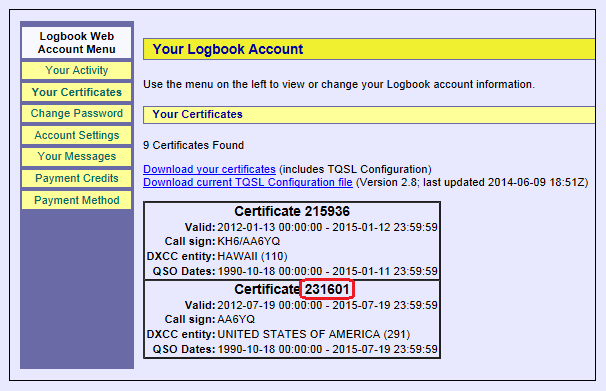 Logbook Web
Account Menu
Your Activity
Your Certificates
Change Password
Account Settings
Your Messages
Payment Credits
Payment Method
Your Logbook Account
Use the menu on the left to view or change your Logbook account information.
Your Certificates
9 Certificates Found
Download your certificates (includes TQSL Configuration)
Download current TQSL Configuration file (Version 2.8; last updated 2014-06-09 18:51Z)
Certificate 215936
Valid: 2012-01-13 00:00:00 - 2015-01-12 23:59:59
Call sign: KH6/AA6YQ
DXCC entity: HAWAII (110)
QSO Dates: 1990-10-18 00:00:00 - 2015-01-11 23:59:59
Certificate 231601
Valid: 2012-07-19 00:00:00 - 2015-07-19 23:59:59
Call sign: AA6YQ
DXCC entity: UNITED STATES OF AMERICA (291)
QSO Dates: 1990-10-18 00:00:00 - 2015-07-19 23:59:59